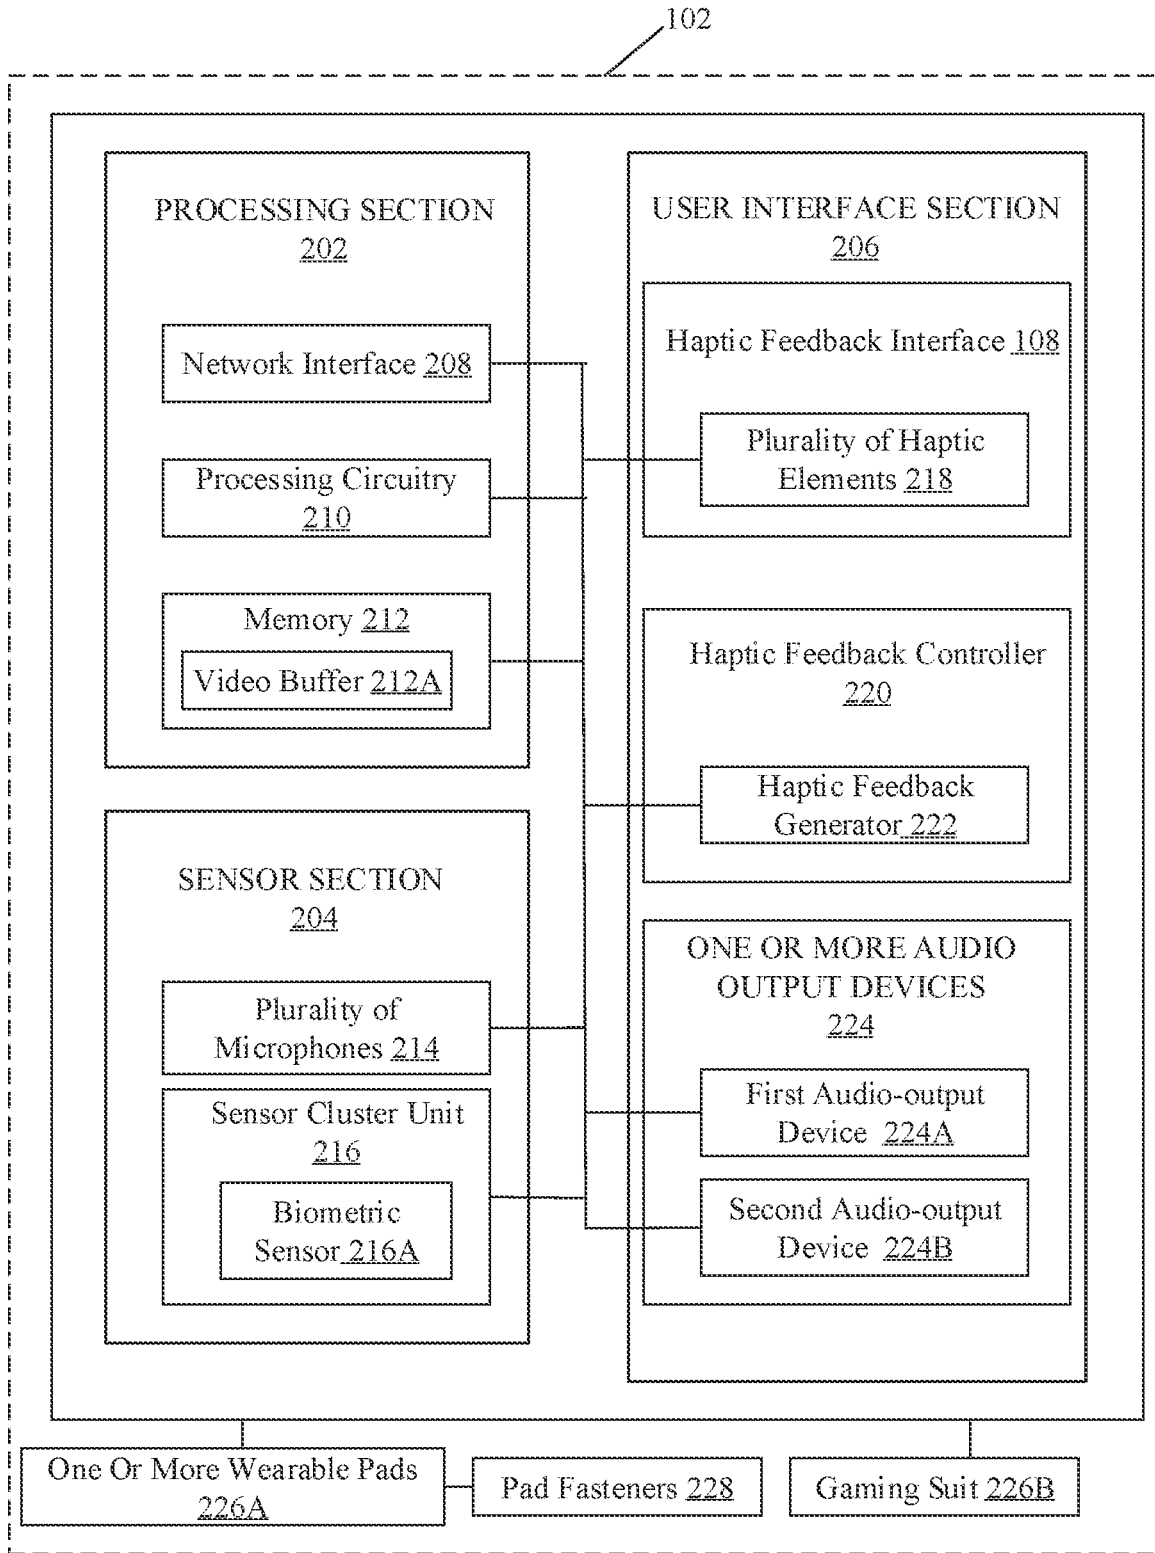 102
PROCESSING SECTION
202
Network Interface 208
Processing Circuitry
210
Memory 212
Video Buffer 212A
SENSOR SECTION
204
Plurality of
Microphones 214
Sensor Cluster Unit
216
Biometric
Sensor 216A
USER INTERFACE SECTION
206
Haptic Feedback Interface 108
Plurality of Haptic
Elements 218
Haptic Feedback Controller
220
Haptic Feedback
Generator 222
ONE OR MORE AUDIO
OUTPUT DEVICES
224
First Audio-output
Device 224A
Second Audio-output
Device 224B
One Or More Wearable Pads
226A
Pad Fasteners 228
Gaming Suit 226B